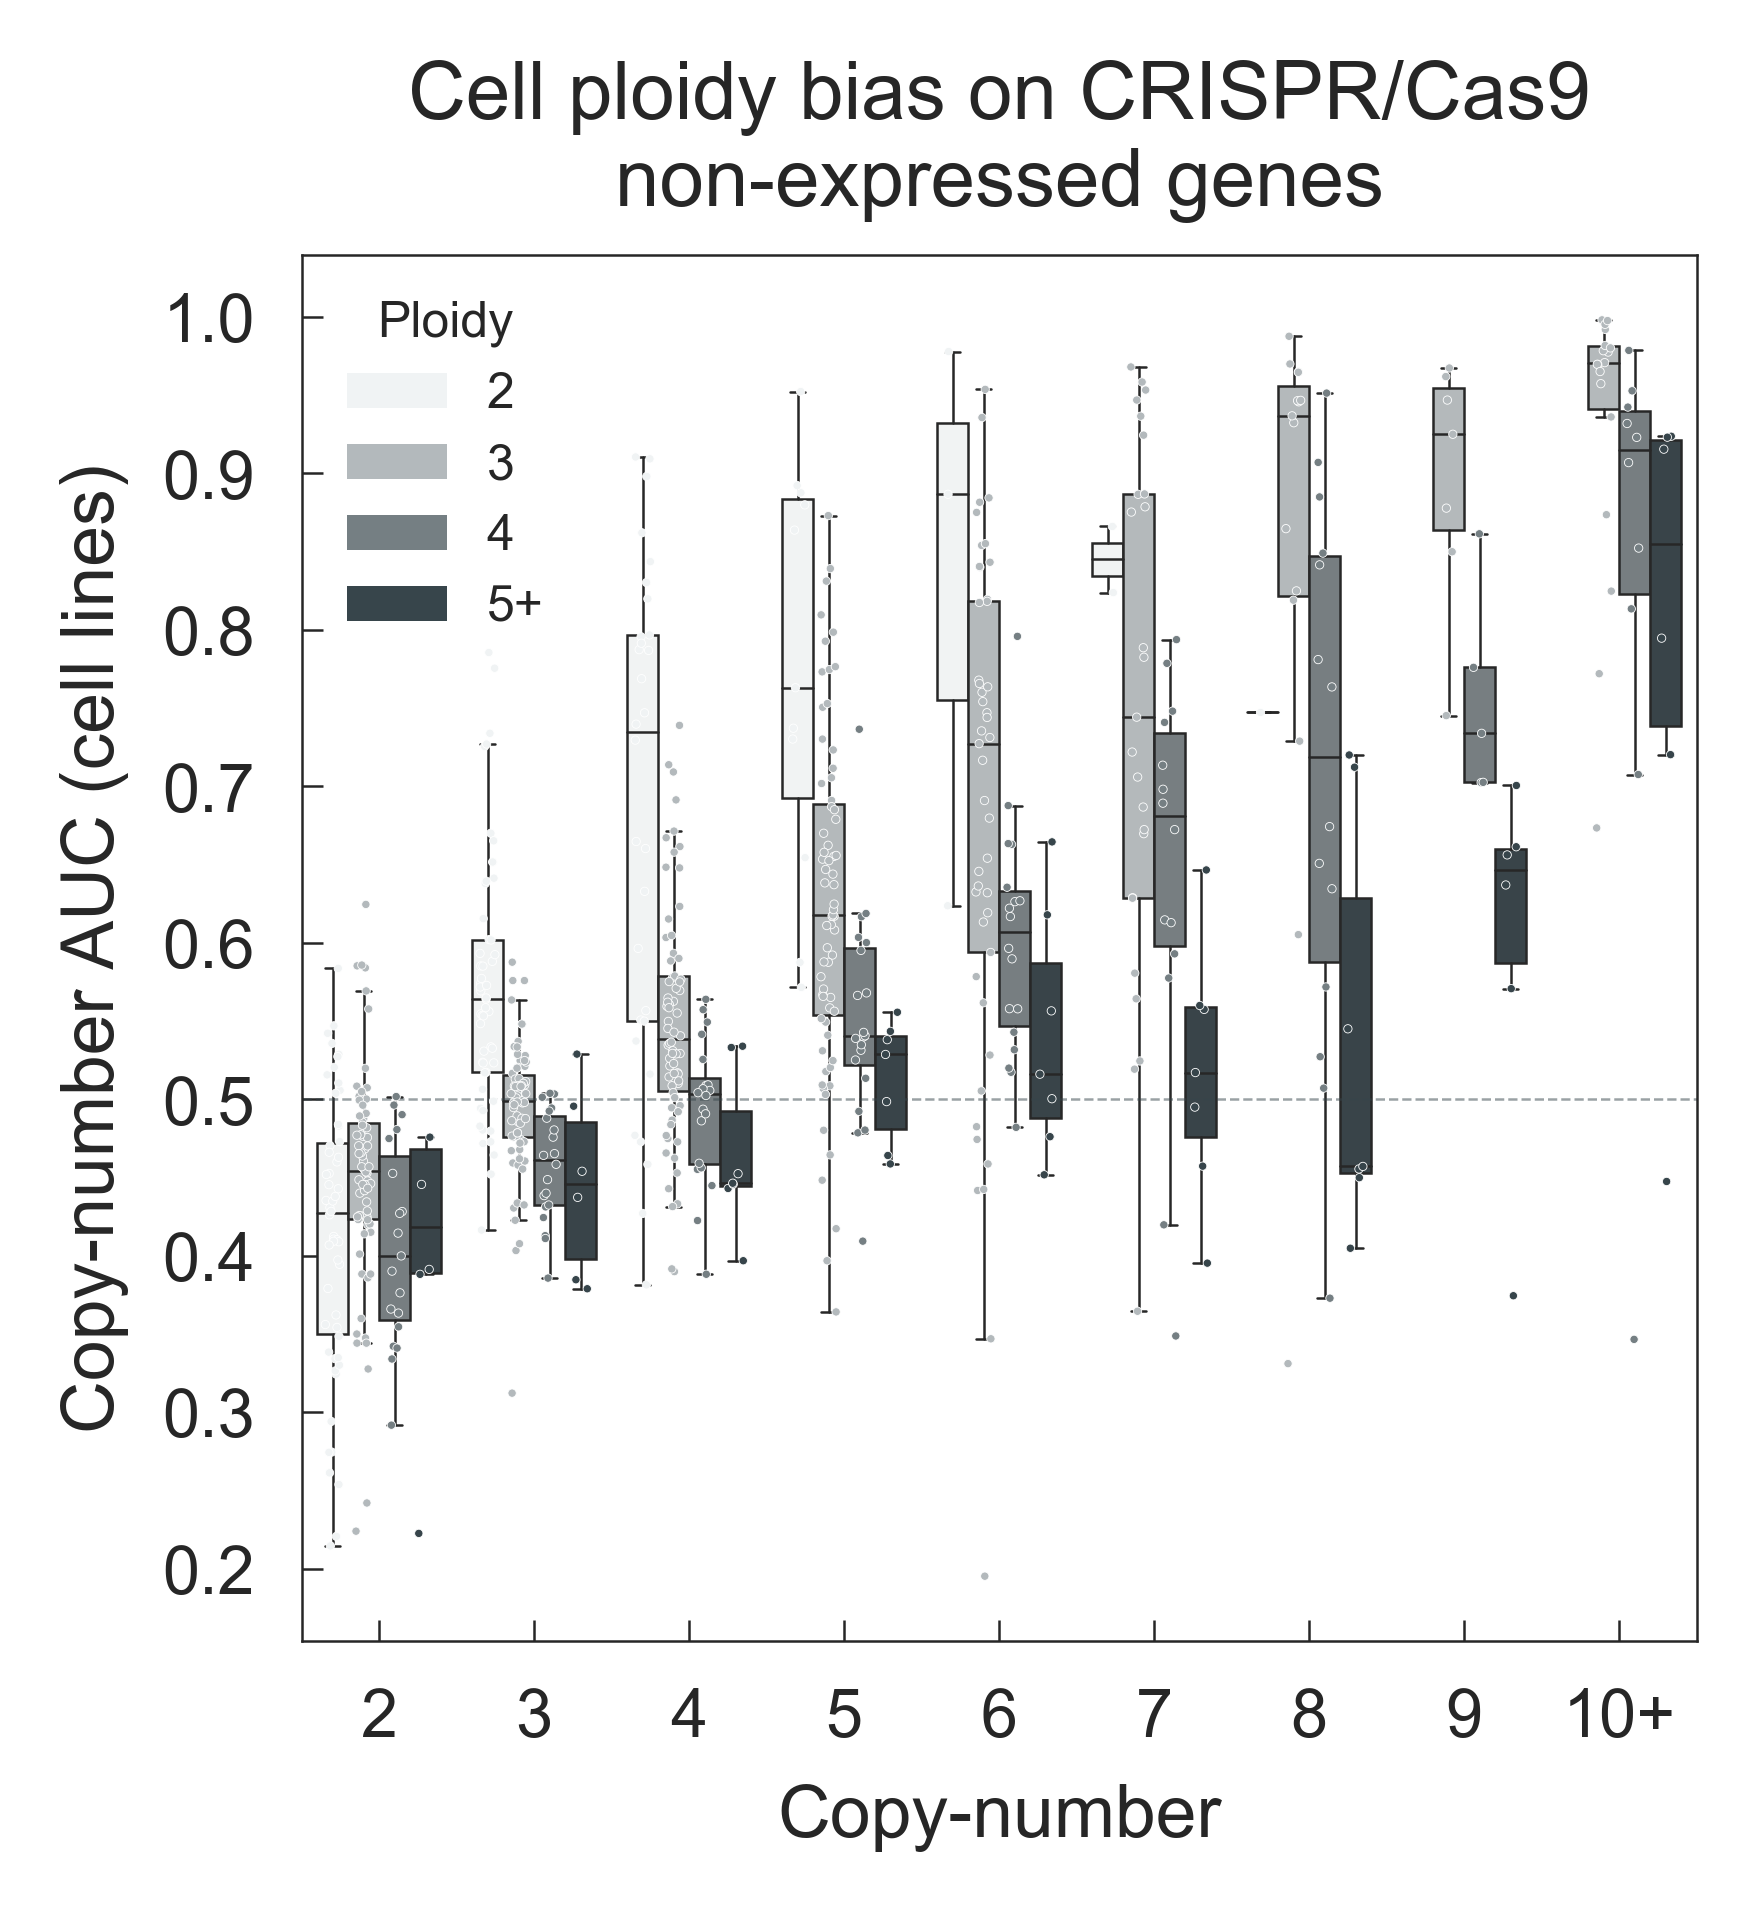 Cell ploidy bias on CRISPR/Cas9
non-expressed genes
Copy-number AUC (cell lines)
1.0
0.9
0.8
0.7
0.6
0.5
0.4
0.3
0.2
Ploidy
2
3
4
5+
2 3 4 5 6 7 8 9 10+
Copy-number